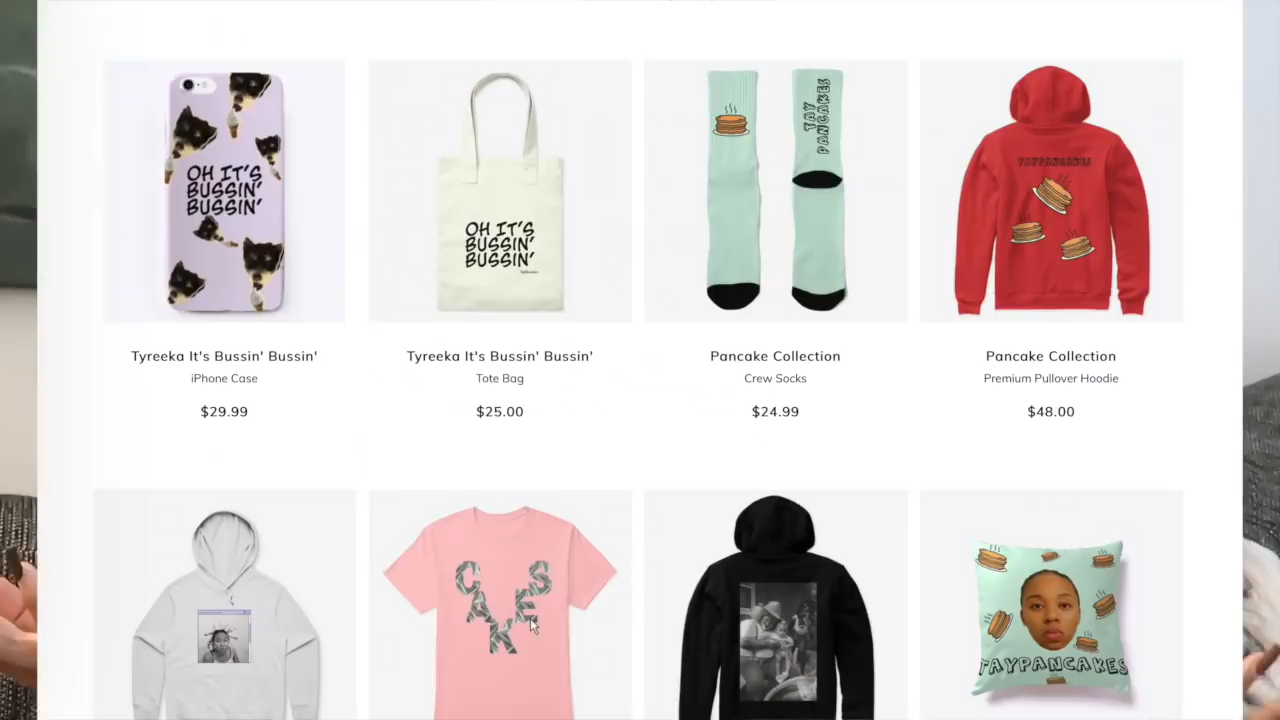 OH IT'S
BUSSIN'
BUSSIN'
OH IT'S
BUSSIN'
BUSSIN'
TAY
PANCAKES
TAYPANCAKES
Tyreeka It's Bussin' Bussin'
iPhone Case
$29.99
Tyreeka It's Bussin' Bussin'
Tote Bag
$25.00
Pancake Collection
Crew Socks
$24.99
Pancake Collection
Premium Pullover Hoodie
$48.00
CAKES
TAYPANCAKES